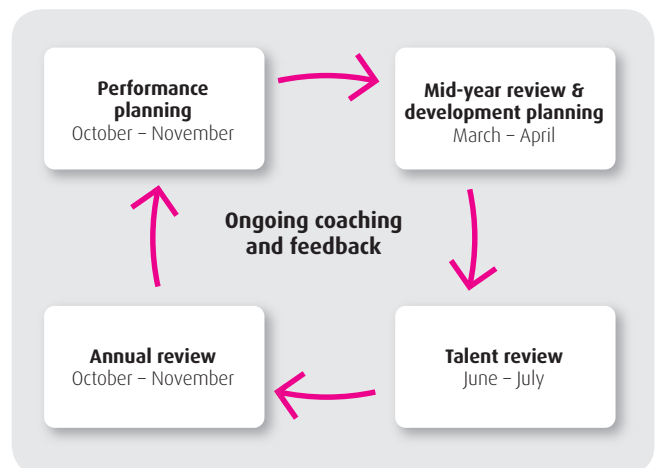 Performance
planning
October – November
Mid-year review &
development planning
March – April
Ongoing coaching
and feedback
Annual review
October – November
Talent review
June – July